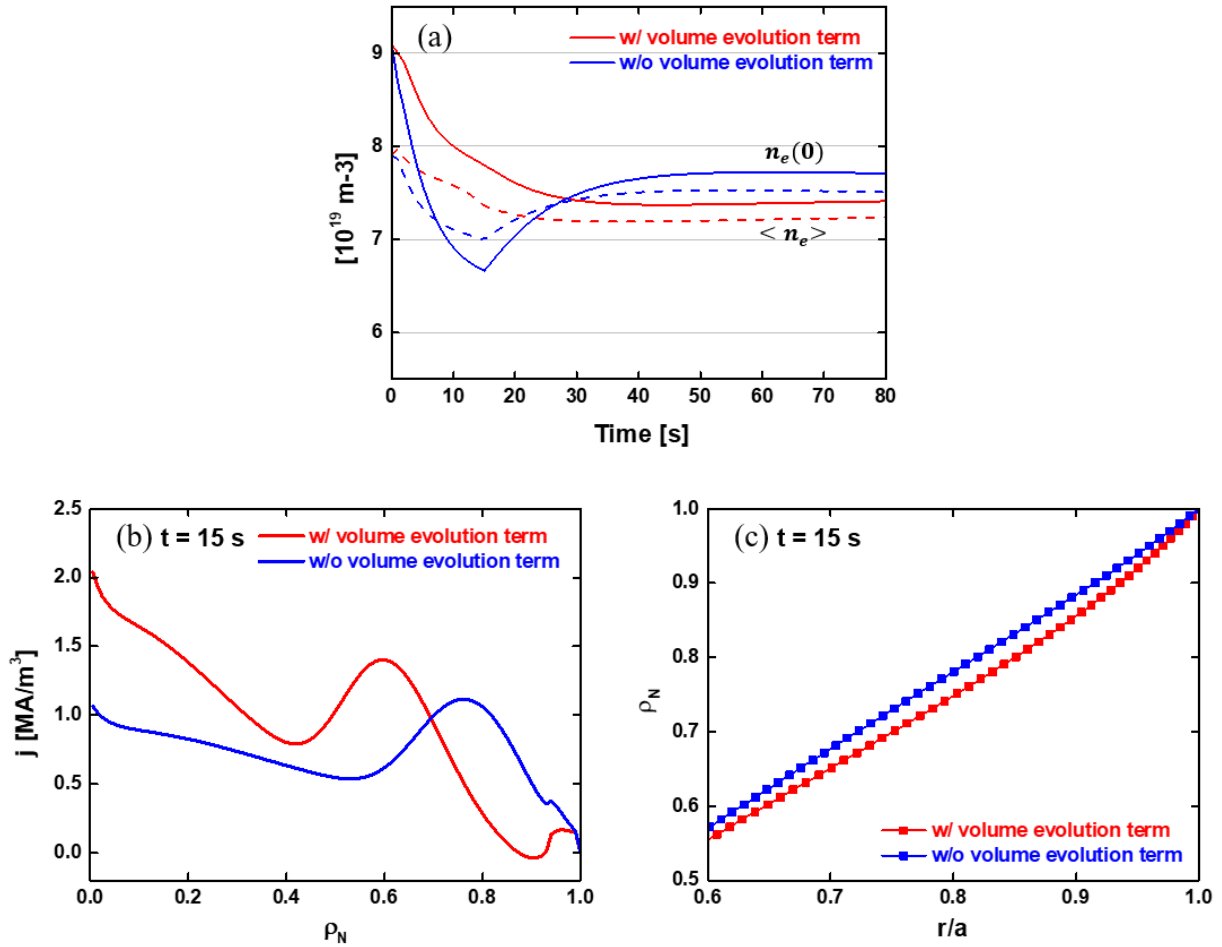 (a)
w/ volume evolution term
w/o volume evolution term
9
8
7
6
[10^19 m-3]
n_e(0)
< n_e >
0 10 20 30 40 50 60 70 80
Time [s]
(b) t = 15 s
w/ volume evolution term
w/o volume evolution term
2.5
2.0
1.5
1.0
0.5
0.0
j [MA/m^3]
0.0 0.2 0.4 0.6 0.8 1.0
ρ_N
(c) t = 15 s
1.0
0.9
0.8
0.7
0.6
0.5
ρ_N
w/ volume evolution term
w/o volume evolution term
0.6 0.7 0.8 0.9 1.0
r/a